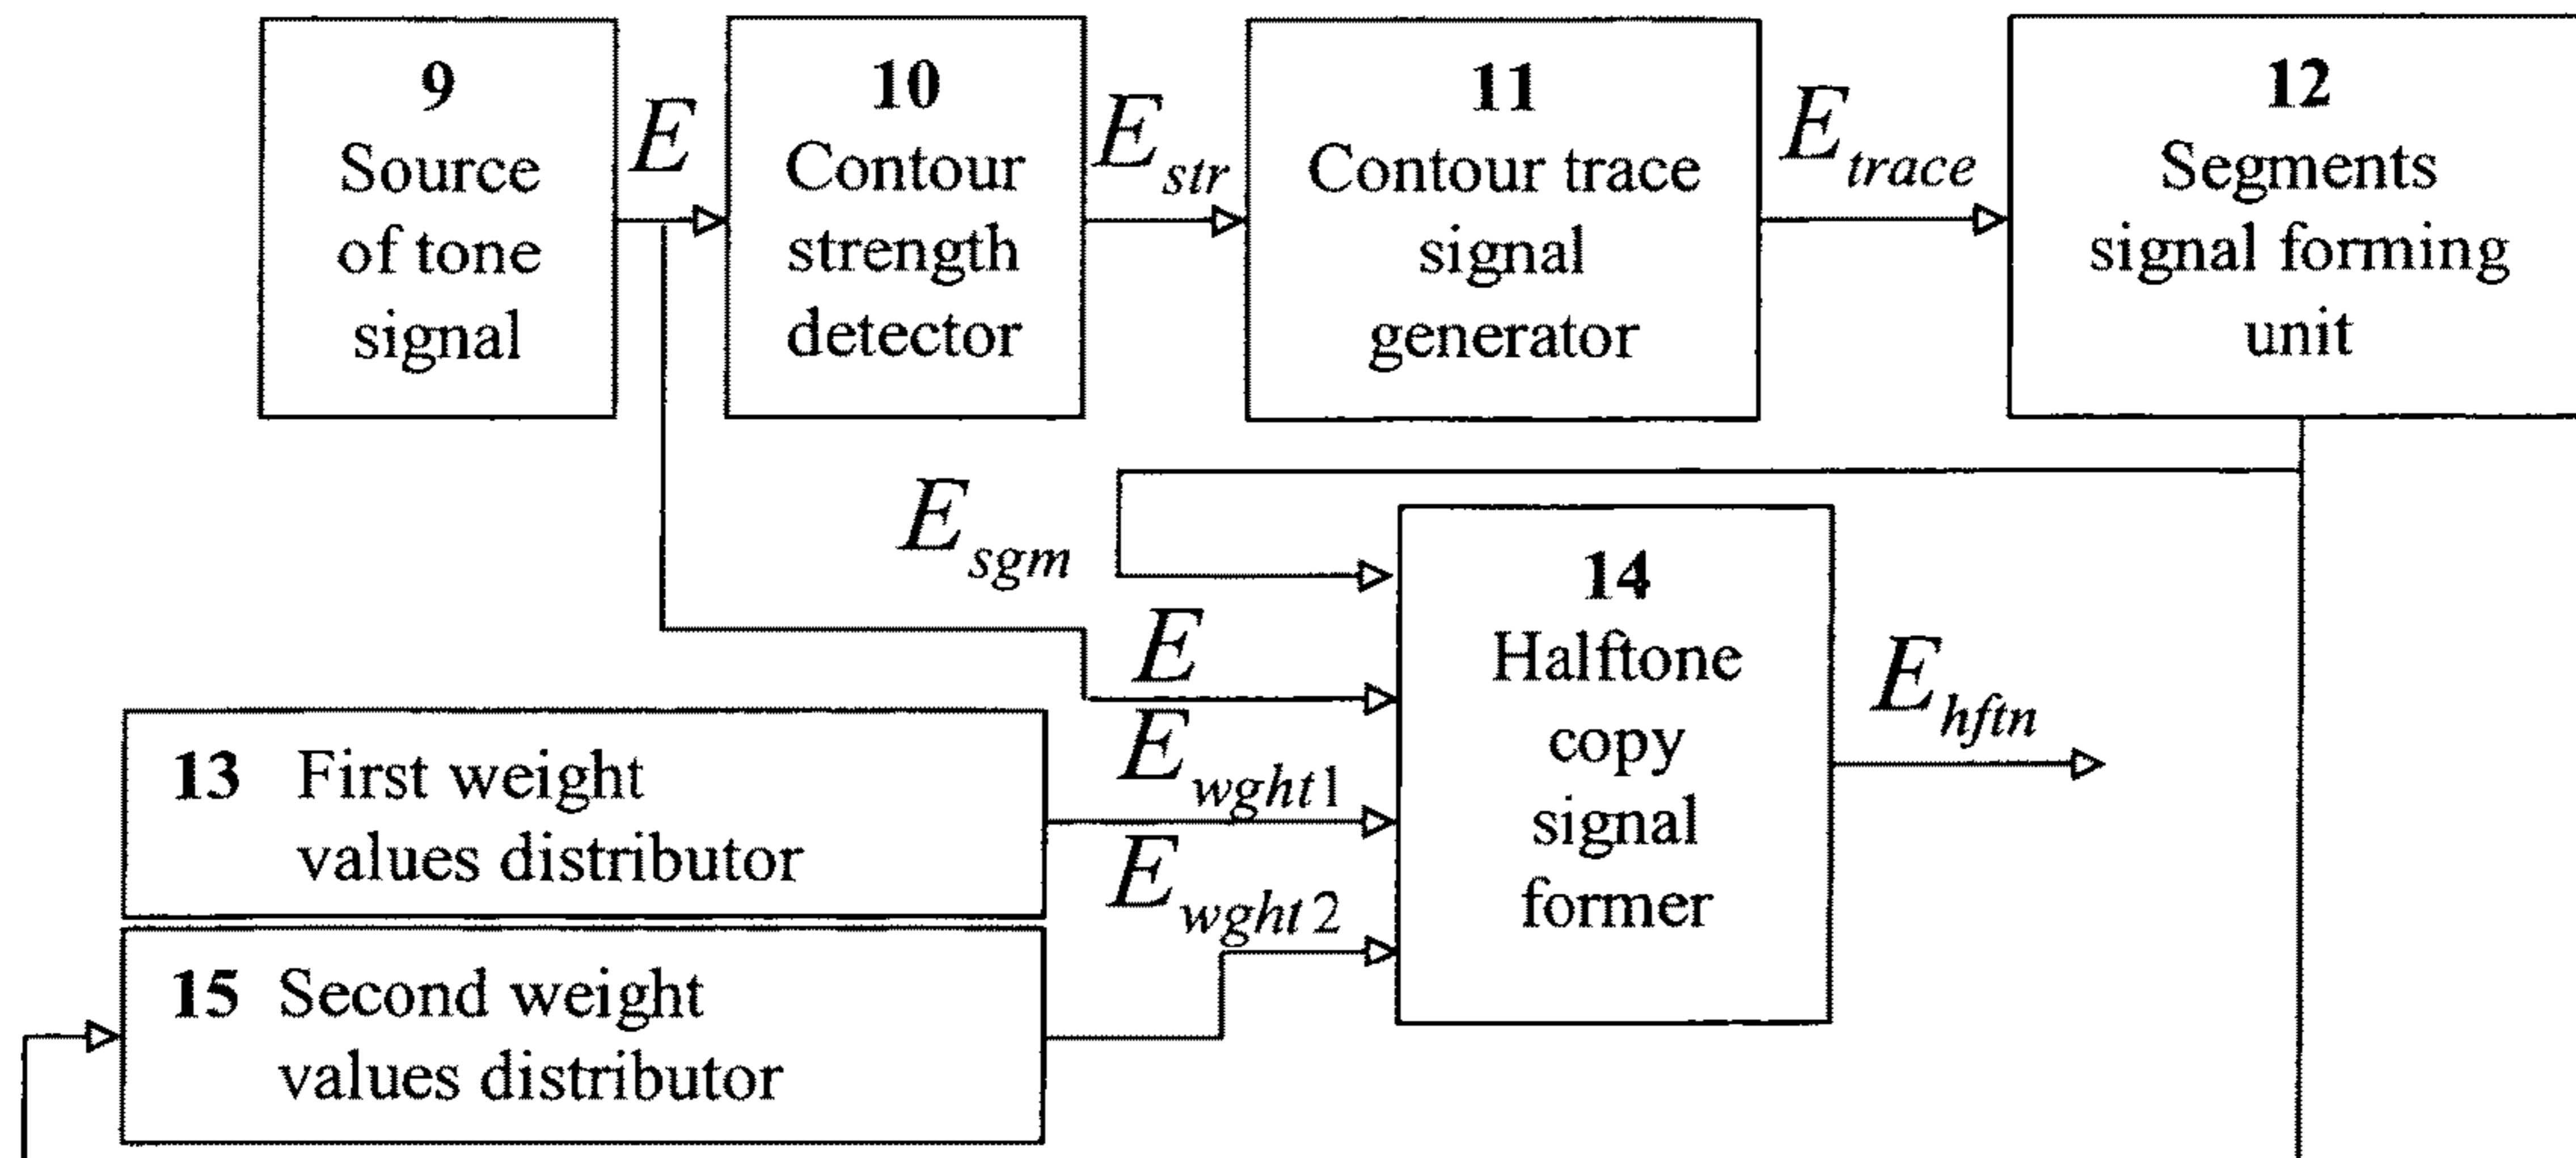 9
Source
of tone
signal
E
10
Contour
strength
detector
E_str
11
Contour trace
signal
generator
E_trace
12
Segments
signal forming
unit
E_sgm
E
E_wght1
E_wght2
13 First weight
values distributor
15 Second weight
values distributor
14
Halftone
copy
signal
former
E_hftn